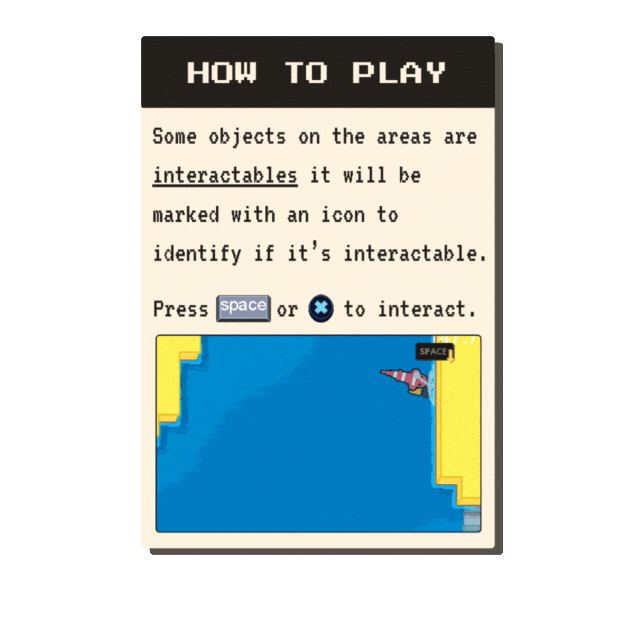 HOW TO PLAY
Some objects on the areas are
interactables it will be
marked with an icon to
identify if it's interactable.
Press space or ✖ to interact.
SPACE